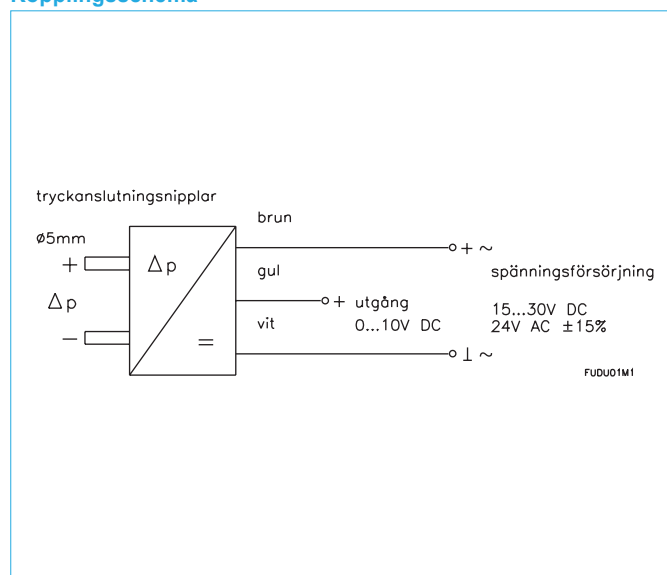 Kopplingsschema
tryckanslutningsnipplar
ø5mm
+
Δp
−
Δp
=
brun
+ ~
gul
+ utgång
0...10V DC
vit
⊥ ~
spänningsförsörjning
15...30V DC
24V AC ±15%
FUDU01M1